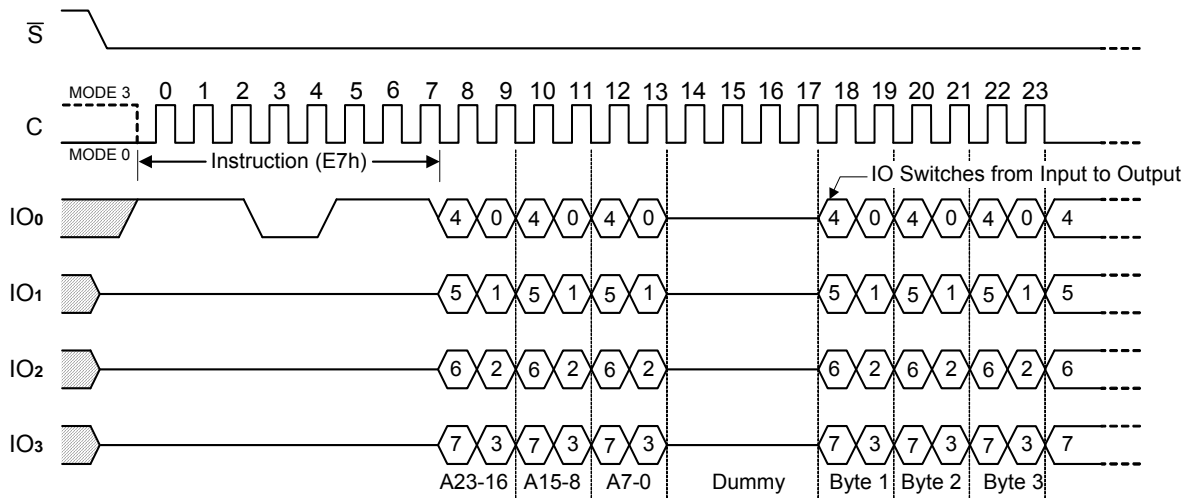 S
MODE 3 0 1 2 3 4 5 6 7 8 9 10 11 12 13 14 15 16 17 18 19 20 21 22 23
C
MODE 0
Instruction (E7h)
IO Switches from Input to Output
IO0 4 0 4 0 4 0 4 0 4 0 4 0 4
IO1 5 1 5 1 5 1 5 1 5 1 5 1 5
IO2 6 2 6 2 6 2 6 2 6 2 6 2 6
IO3 7 3 7 3 7 3 7 3 7 3 7 3 7
A23-16 A15-8 A7-0 Dummy Byte 1 Byte 2 Byte 3